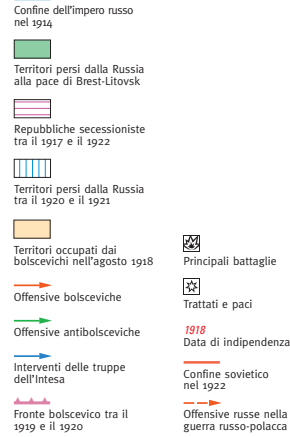 Confine dell'impero russo
nel 1914
Territori persi dalla Russia
alla pace di Brest-Litovsk
Repubbliche secessioniste
tra il 1917 e il 1922
Territori persi dalla Russia
tra il 1920 e il 1921
Territori occupati dai
bolscevichi nell'agosto 1918
Offensive bolsceviche
Offensive antibolsceviche
Interventi delle truppe
dell'Intesa
Fronte bolscevico tra il
1919 e il 1920
Principali battaglie
Trattati e paci
1918
Data di indipendenza
Confine sovietico
nel 1922
Offensive russe nella
guerra russo-polacca